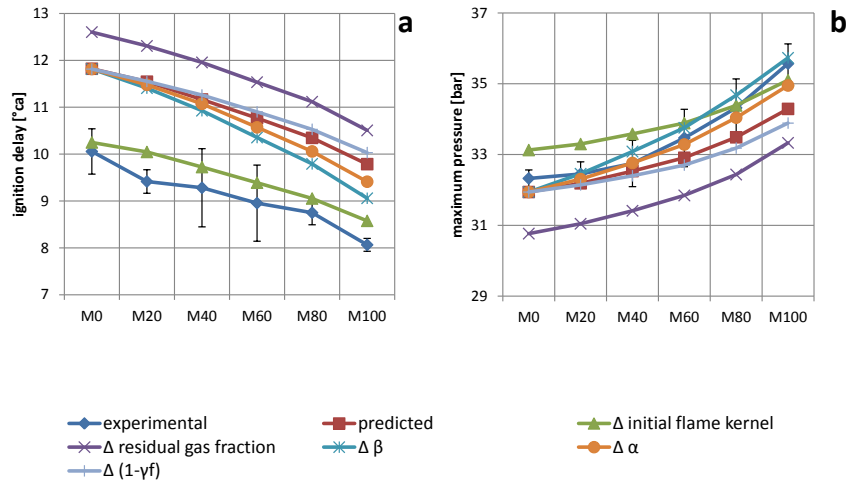 a
13
12
11
10
9
8
7
ignition delay [°ca]
M0 M20 M40 M60 M80 M100
b
37
35
33
31
29
maximum pressure [bar]
M0 M20 M40 M60 M80 M100
experimental predicted Δ initial flame kernel
Δ residual gas fraction Δ β Δ α
Δ (1-γf)